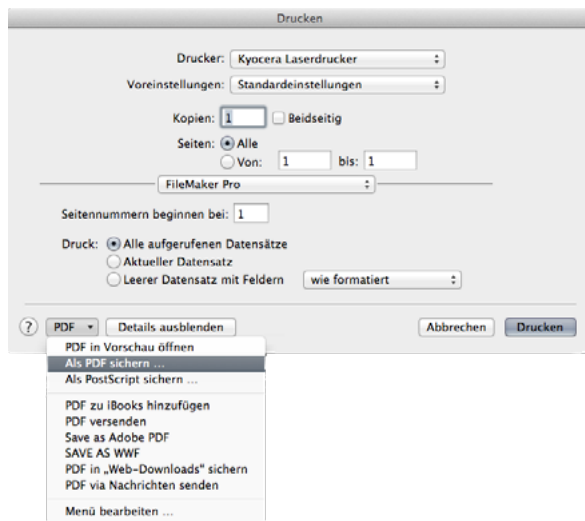 Drucken
Drucker: Kyocera Laserdrucker
Voreinstellungen: Standardeinstellungen
Kopien: 1 Beidseitig
Seiten: Alle
Von: 1 bis: 1
FileMaker Pro
Seitennummern beginnen bei: 1
Druck: Alle aufgerufenen Datensätze
Aktueller Datensatz
Leerer Datensatz mit Feldern wie formatiert
? PDF Details ausblenden Abbrechen Drucken
PDF in Vorschau öffnen
Als PDF sichern ...
Als PostScript sichern ...
PDF zu iBooks hinzufügen
PDF versenden
Save as Adobe PDF
SAVE AS WWF
PDF in „Web-Downloads“ sichern
PDF via Nachrichten senden
Menü bearbeiten ...